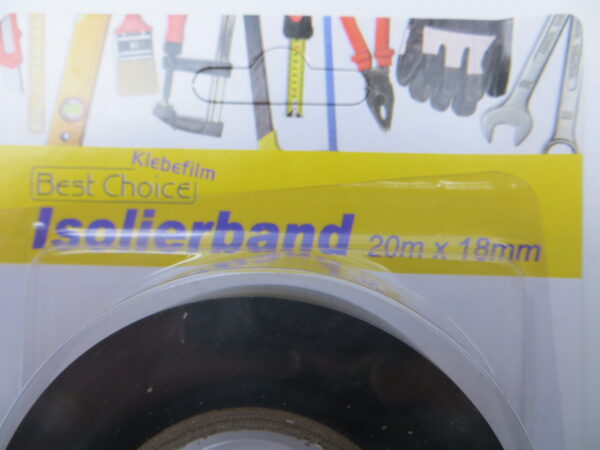 Klebefilm
Best Choice
Isolierband 20m x 18mm